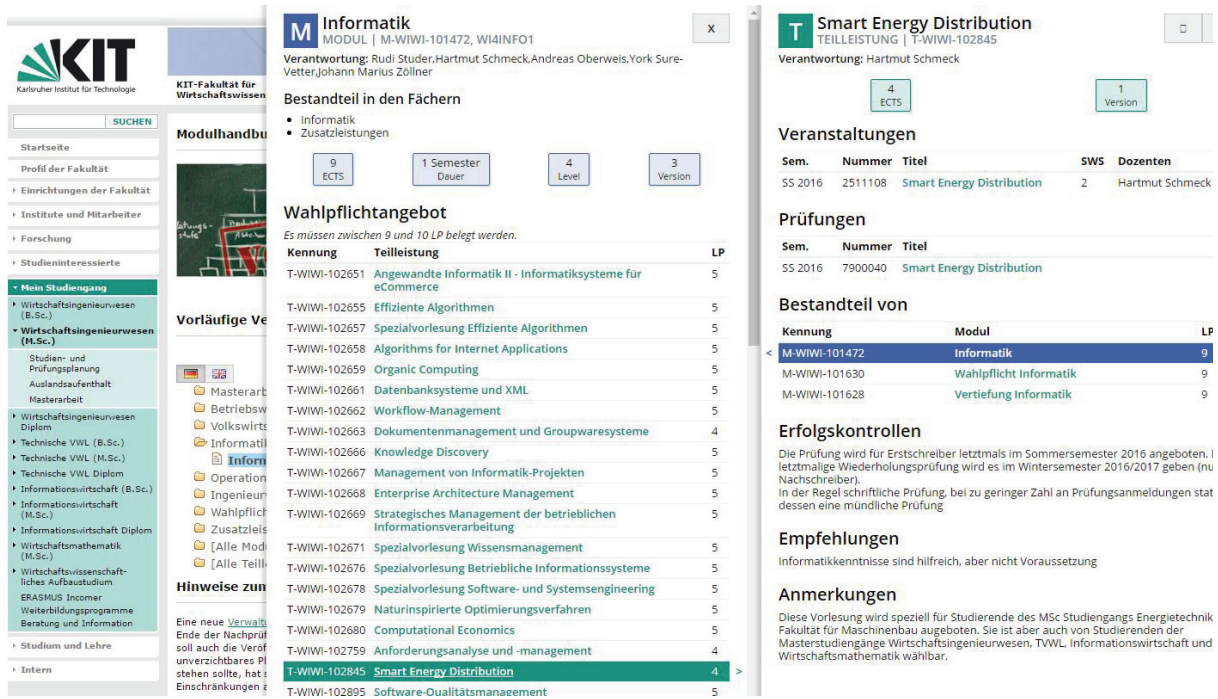 KIT
Karlsruher Institut für Technologie
SUCHEN
Startseite
Profil der Fakultät
Einrichtungen der Fakultät
Institute und Mitarbeiter
Forschung
Studieninteressierte
Mein Studiengang
Wirtschaftsingenieurwesen
(B.Sc.)
Wirtschaftsingenieurwesen
(M.Sc.)
Studien- und
Prüfungsplanung
Auslandsaufenthalt
Masterarbeit
Wirtschaftsingenieurwesen
Diplom
Technische VWL (B.Sc.)
Technische VWL (M.Sc.)
Technische VWL Diplom
Informationswirtschaft (B.Sc.)
Informationswirtschaft
(M.Sc.)
Informationswirtschaft Diplom
Wirtschaftsmathematik
(M.Sc.)
Wirtschaftswissenschaft-
liches Aufbaustudium
ERASMUS Incomer
Weiterbildungsprogramme
Beratung und Information
Studium und Lehre
Intern
KIT-Fakultät für
Wirtschaftswissen
Modulhandbu
Vorläufige Ve
Masterarb
Betriebsw
Volkswirts
Informatik
Inform
Operation
Ingenieur
Wahlpflich
Zusatzleis
[Alle Mod
[Alle Teill
Hinweise zum
Eine neue Verwalt
Ende der Nachprüf
soll auch die Veröf
unverzichtbares Pl
stehen sollte, hat s
Einschränkungen a
M Informatik
MODUL | M-WIWI-101472, WI4INFO1
X
Verantwortung: Rudi Studer,Hartmut Schmeck,Andreas Oberweis,York Sure-
Vetter,Johann Marius Zöllner
Bestandteil in den Fächern
Informatik
Zusatzleistungen
9 1 Semester 4 3
ECTS Dauer Level Version
Wahlpflichtangebot
Es müssen zwischen 9 und 10 LP belegt werden.
Kennung Teilleistung LP
T-WIWI-102651 Angewandte Informatik II - Informatiksysteme für 5
eCommerce
T-WIWI-102655 Effiziente Algorithmen 5
T-WIWI-102657 Spezialvorlesung Effiziente Algorithmen 5
T-WIWI-102658 Algorithms for Internet Applications 5
T-WIWI-102659 Organic Computing 5
T-WIWI-102661 Datenbanksysteme und XML 5
T-WIWI-102662 Workflow-Management 5
T-WIWI-102663 Dokumentenmanagement und Groupwaresysteme 4
T-WIWI-102666 Knowledge Discovery 5
T-WIWI-102667 Management von Informatik-Projekten 5
T-WIWI-102668 Enterprise Architecture Management 5
T-WIWI-102669 Strategisches Management der betrieblichen 5
Informationsverarbeitung
T-WIWI-102671 Spezialvorlesung Wissensmanagement 5
T-WIWI-102676 Spezialvorlesung Betriebliche Informationssysteme 5
T-WIWI-102678 Spezialvorlesung Software- und Systemsengineering 5
T-WIWI-102679 Naturinspirierte Optimierungsverfahren 5
T-WIWI-102680 Computational Economics 5
T-WIWI-102759 Anforderungsanalyse und -management 4
T-WIWI-102845 Smart Energy Distribution 4 >
T-WIWI-102895 Software-Qualitätsmanagement 5
T Smart Energy Distribution
TEILLEISTUNG | T-WIWI-102845
Verantwortung: Hartmut Schmeck
4 1
ECTS Version
Veranstaltungen
Sem. Nummer Titel SWS Dozenten
SS 2016 2511108 Smart Energy Distribution 2 Hartmut Schmeck
Prüfungen
Sem. Nummer Titel
SS 2016 7900040 Smart Energy Distribution
Bestandteil von
Kennung Modul LP
< M-WIWI-101472 Informatik 9
M-WIWI-101630 Wahlpflicht Informatik 9
M-WIWI-101628 Vertiefung Informatik 9
Erfolgskontrollen
Die Prüfung wird für Erstschreiber letztmals im Sommersemester 2016 angeboten.
letztmalige Wiederholungsprüfung wird es im Wintersemester 2016/2017 geben (nu
Nachschreiber).
In der Regel schriftliche Prüfung, bei zu geringer Zahl an Prüfungsanmeldungen stat
dessen eine mündliche Prüfung
Empfehlungen
Informatikkenntnisse sind hilfreich, aber nicht Voraussetzung
Anmerkungen
Diese Vorlesung wird speziell für Studierende des MSc Studiengangs Energietechnik
Fakultät für Maschinenbau augeboten. Sie ist aber auch von Studierenden der
Masterstudiengänge Wirtschaftsingenieurwesen, TVWL, Informationswirtschaft und
Wirtschaftsmathematik wählbar.